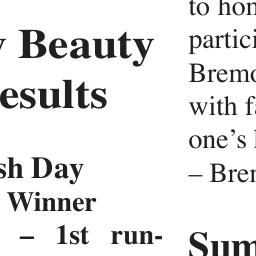 Beauty
esults
sh Day
Winner
– 1st run-
to hon
partici
Bremo
with fa
one's
– Bren
Sum